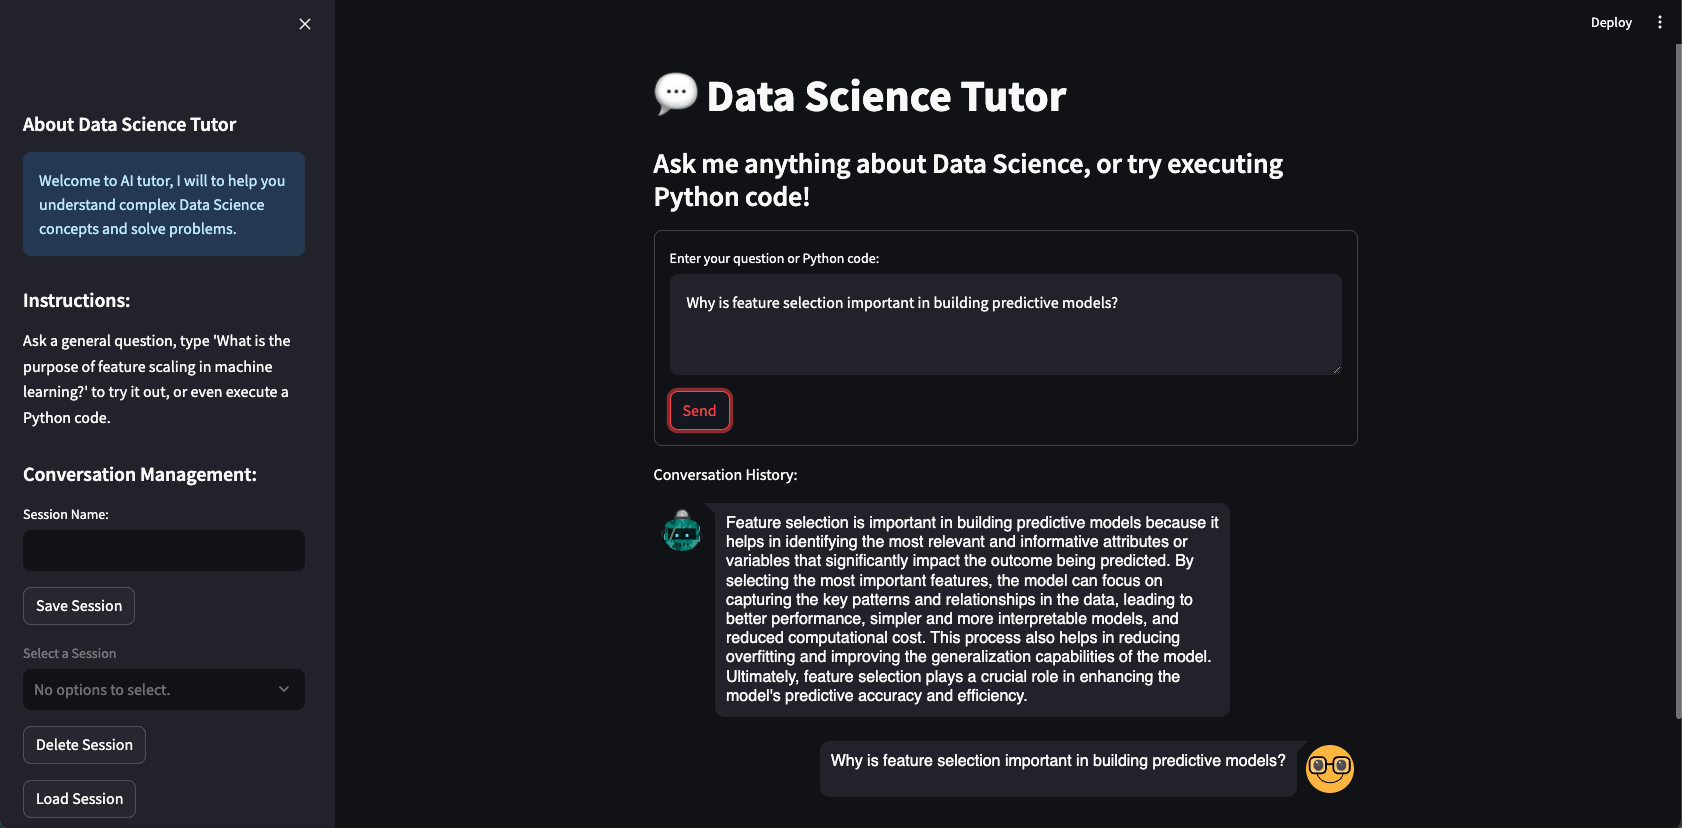 About Data Science Tutor
Welcome to AI tutor, I will to help you
understand complex Data Science
concepts and solve problems.
Instructions:
Ask a general question, type 'What is the
purpose of feature scaling in machine
learning?' to try it out, or even execute a
Python code.
Conversation Management:
Session Name:
Save Session
Select a Session
No options to select.
Delete Session
Load Session
Deploy
Data Science Tutor
Ask me anything about Data Science, or try executing
Python code!
Enter your question or Python code:
Why is feature selection important in building predictive models?
Send
Conversation History:
Feature selection is important in building predictive models because it
helps in identifying the most relevant and informative attributes or
variables that significantly impact the outcome being predicted. By
selecting the most important features, the model can focus on
capturing the key patterns and relationships in the data, leading to
better performance, simpler and more interpretable models, and
reduced computational cost. This process also helps in reducing
overfitting and improving the generalization capabilities of the model.
Ultimately, feature selection plays a crucial role in enhancing the
model's predictive accuracy and efficiency.
Why is feature selection important in building predictive models?